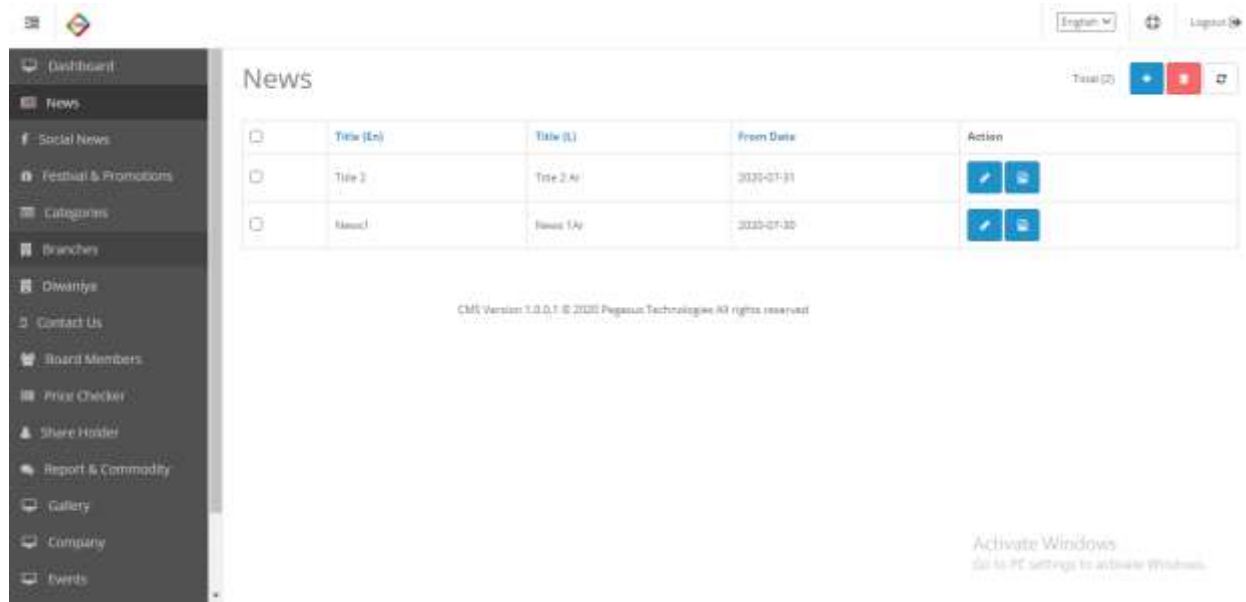 English
Logout
Dashboard
News
Social News
Festival & Promotions
Categories
Branches
Diwaniya
Contact Us
Board Members
Price Checker
Share Holder
Report & Commodity
Gallery
Company
Events
News
Total (2)
Title (En) Title (L) From Date Action
Title 2 Title 2 Ar 2020-07-31
News1 News 1Ar 2020-07-30
CMS Version 1.0.0.1 © 2020 Pegasus Technologies All rights reserved
Activate Windows
Go to PC settings to activate Windows.